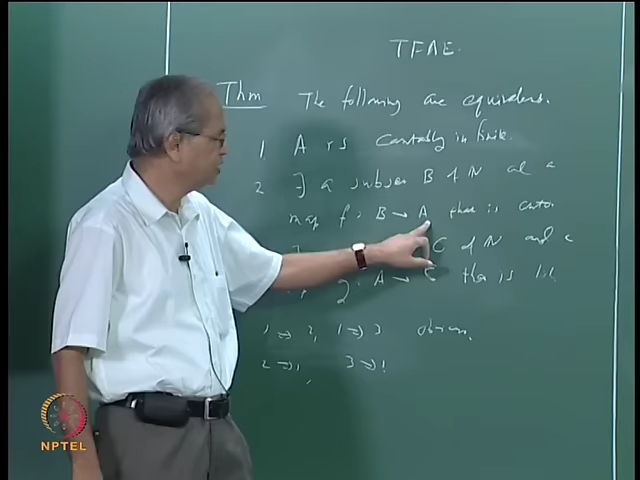 TFAE.
Thm The following are equivalent.
1 A is Countably infinite.
2 ∃ a subset B of N and a
map f: B → A that is onto.
C of N and a
g: A → C that is 1-1
1 ⇒ 2, 1 ⇒ 3 obvious.
2 ⇒ 1, 3 ⇒ 1
NPTEL